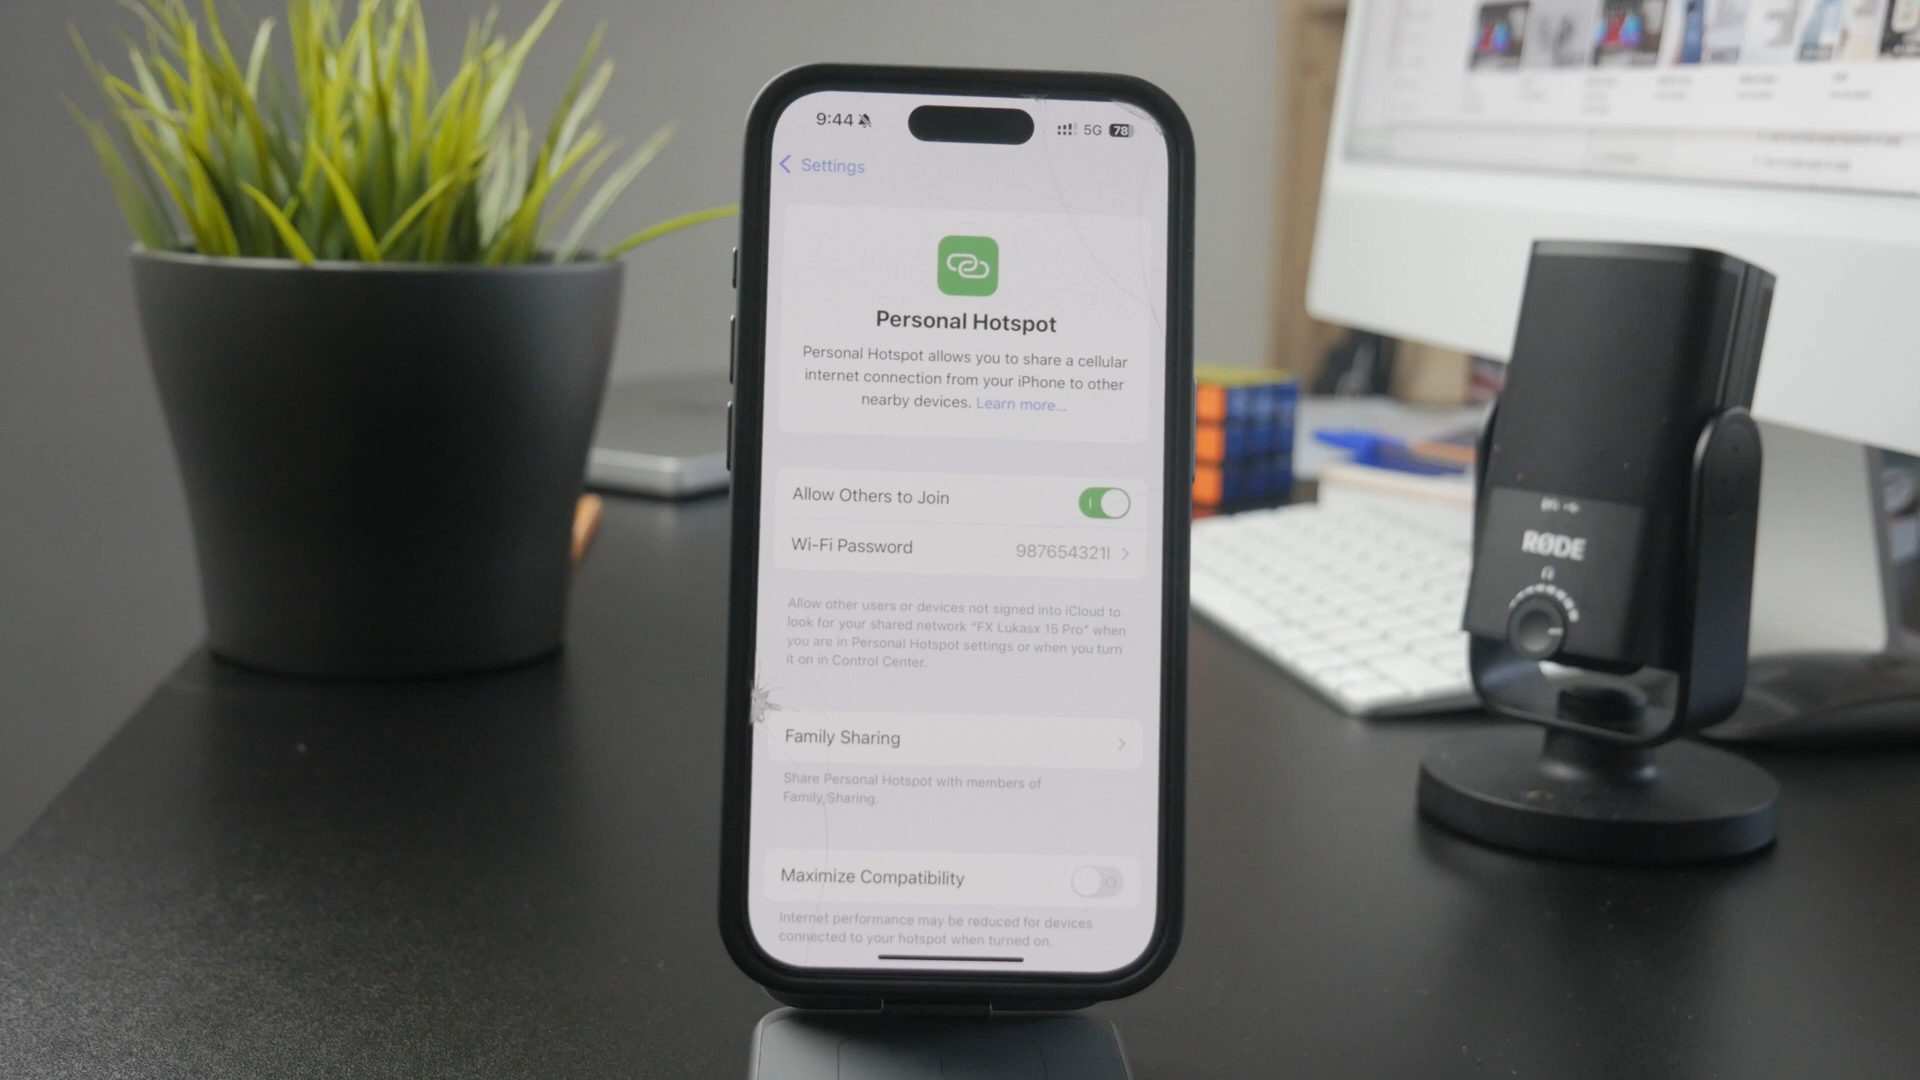 9:44
5G 78
Settings
Personal Hotspot
Personal Hotspot allows you to share a cellular
internet connection from your iPhone to other
nearby devices. Learn more...
Allow Others to Join
Wi-Fi Password 987654321l
Allow other users or devices not signed into iCloud to
look for your shared network “FX Lukasx 15 Pro” when
you are in Personal Hotspot settings or when you turn
it on in Control Center.
Family Sharing
Share Personal Hotspot with members of
Family Sharing.
Maximize Compatibility
Internet performance may be reduced for devices
connected to your hotspot when turned on.
RØDE